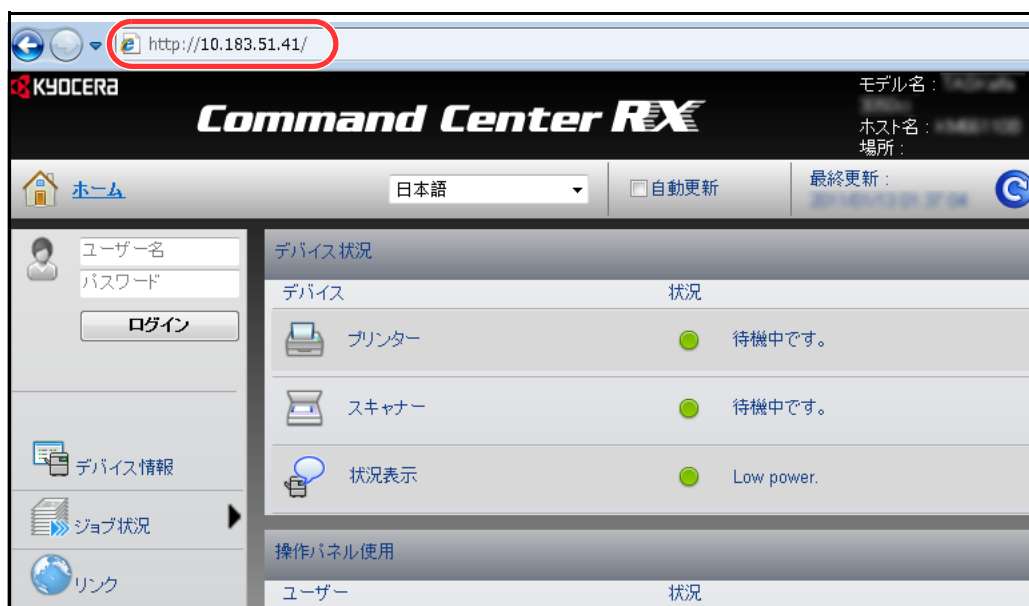 http://10.183.51.41/
KYOCERA
Command Center RX
モデル名 :
ホスト名 :
場所 :
ホーム
日本語
自動更新
最終更新 :
ユーザー名
パスワード
ログイン
デバイス状況
デバイス 状況
プリンター 待機中です。
スキャナー 待機中です。
状況表示 Low power.
デバイス情報
ジョブ状況
リンク
操作パネル使用
ユーザー 状況